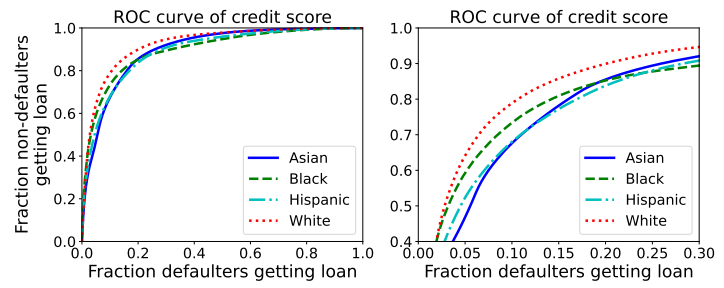 ROC curve of credit score
Fraction non-defaulters
getting loan
1.0
0.8
0.6
0.4
0.2
0.0
0.0 0.2 0.4 0.6 0.8 1.0
Fraction defaulters getting loan
Asian
Black
Hispanic
White
ROC curve of credit score
1.0
0.9
0.8
0.7
0.6
0.5
0.4
0.00 0.05 0.10 0.15 0.20 0.25 0.30
Fraction defaulters getting loan
Asian
Black
Hispanic
White